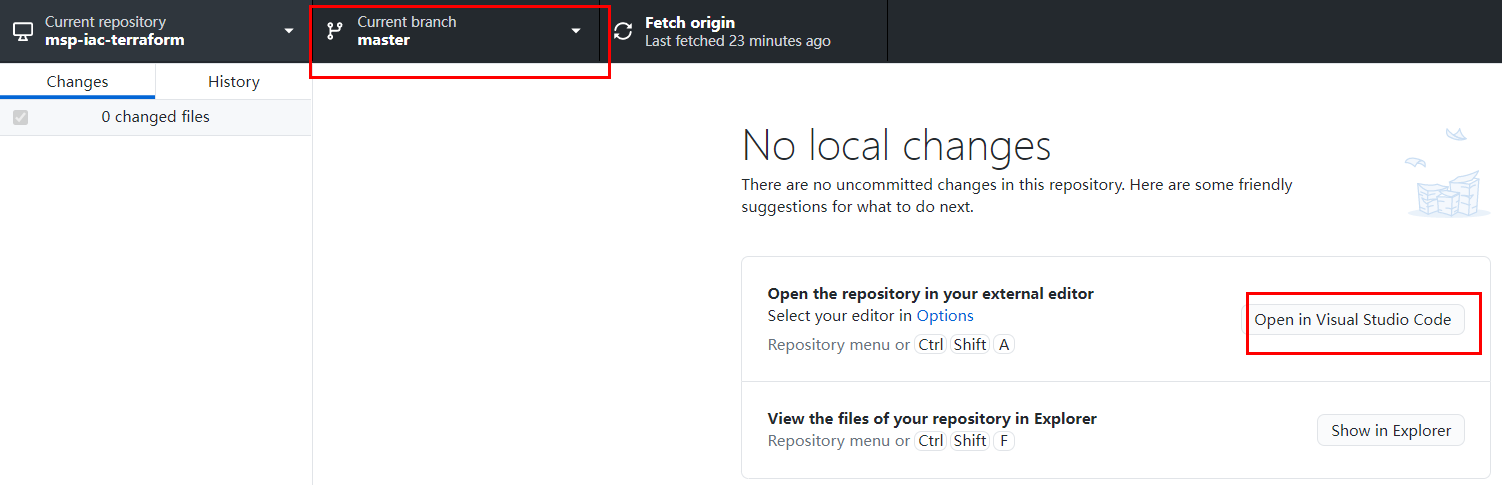 Current repository
msp-iac-terraform
Current branch
master
Fetch origin
Last fetched 23 minutes ago
Changes
History
0 changed files
No local changes
There are no uncommitted changes in this repository. Here are some friendly
suggestions for what to do next.
Open the repository in your external editor
Select your editor in Options
Repository menu or Ctrl Shift A
Open in Visual Studio Code
View the files of your repository in Explorer
Repository menu or Ctrl Shift F
Show in Explorer